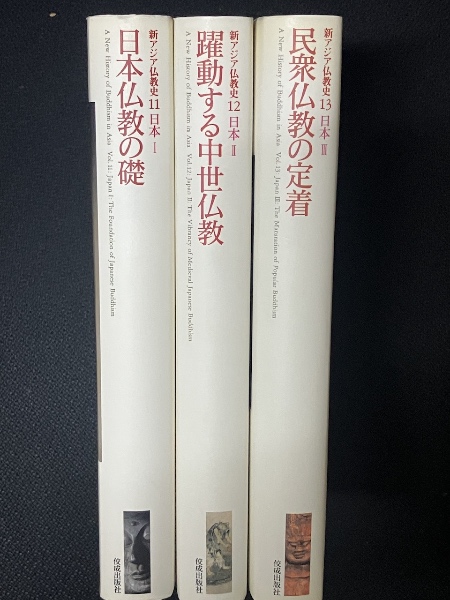 新アジア仏教史11日本Ⅰ
日本仏教の礎
A New History of Buddhism in Asia Vol. 11: Japan I: The Foundation of Japanese Buddhism
佼成出版社
新アジア仏教史12日本Ⅱ
躍動する中世仏教
A New History of Buddhism in Asia Vol. 12: Japan II: The Vibrancy of Medieval Japanese Buddhism
佼成出版社
新アジア仏教史13日本Ⅲ
民衆仏教の定着
A New History of Buddhism in Asia Vol. 13: Japan III: The Maturation of Popular Buddhism
佼成出版社